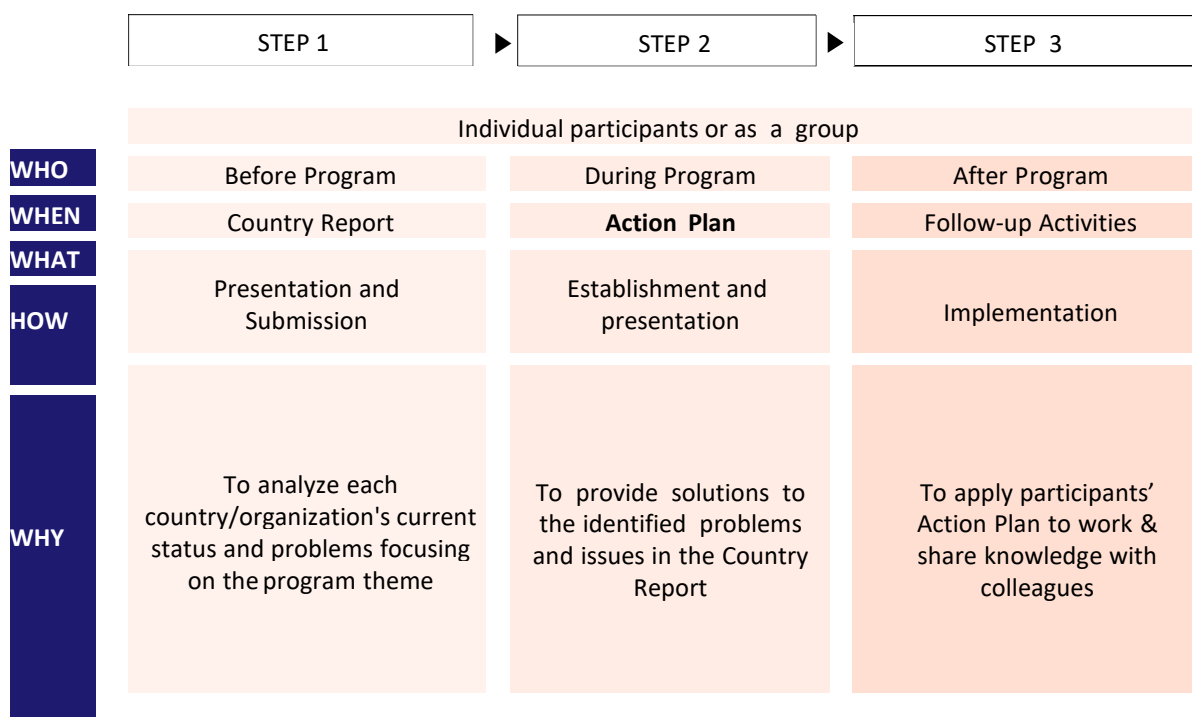 STEP 1 ▶ STEP 2 ▶ STEP 3
Individual participants or as a group
WHO
Before Program
During Program
After Program
WHEN
Country Report
Action Plan
Follow-up Activities
WHAT
HOW
Presentation and
Submission
Establishment and
presentation
Implementation
WHY
To analyze each
country/organization's current
status and problems focusing
on the program theme
To provide solutions to
the identified problems
and issues in the Country
Report
To apply participants’
Action Plan to work &
share knowledge with
colleagues